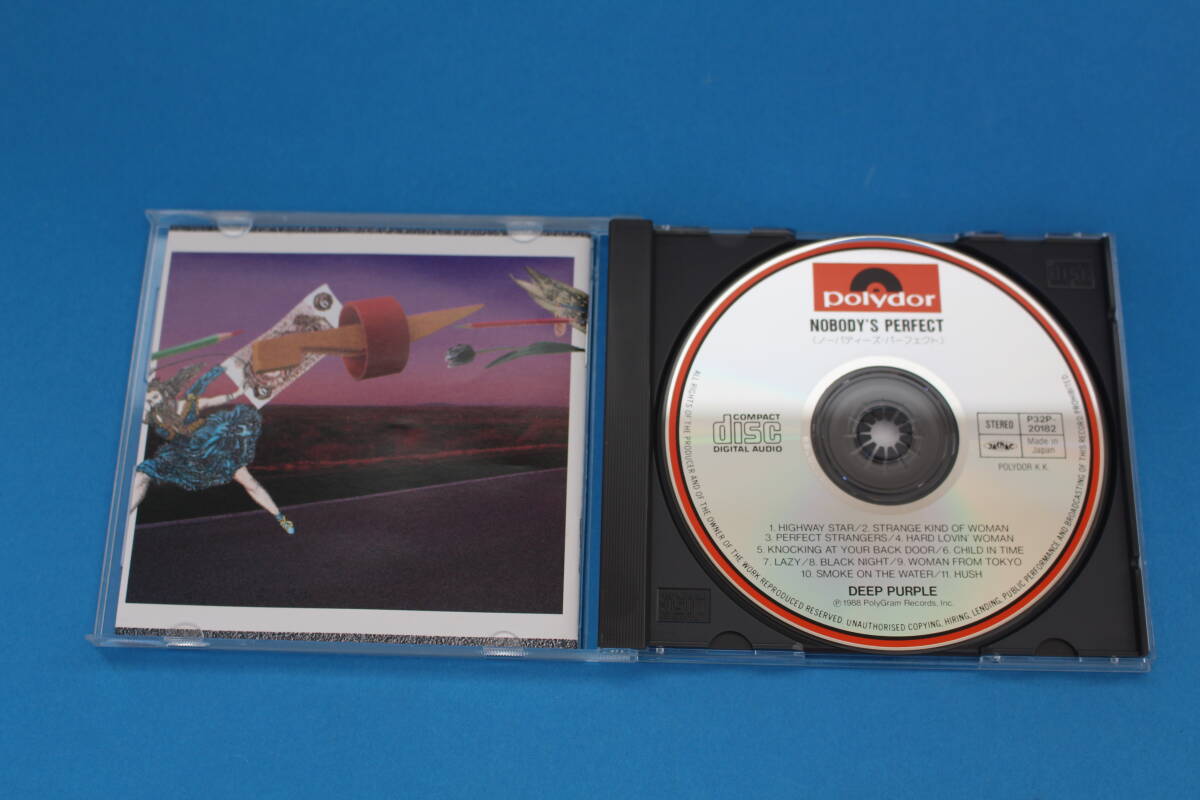 Polydor
NOBODY'S PERFECT
(ノーバディーズ・パーフェクト)
COMPACT
disc
DIGITAL AUDIO
STEREO
P32P-
20182
Made in
Japan
POLYDOR K.K.
1. HIGHWAY STAR/2. STRANGE KIND OF WOMAN
3. PERFECT STRANGERS/4. HARD LOVIN' WOMAN
5. KNOCKING AT YOUR BACK DOOR/6. CHILD IN TIME
7. LAZY/8. BLACK NIGHT/9. WOMAN FROM TOKYO
10. SMOKE ON THE WATER/11. HUSH
DEEP PURPLE
℗ 1988 PolyGram Records, Inc.
ALL RIGHTS OF THE PRODUCER AND OF THE OWNER OF THE WORK REPRODUCED RESERVED. UNAUTHORISED COPYING, HIRING, LENDING, PUBLIC PERFORMANCE AND BROADCASTING OF THIS RECORD PROHIBITED.
disc
disc